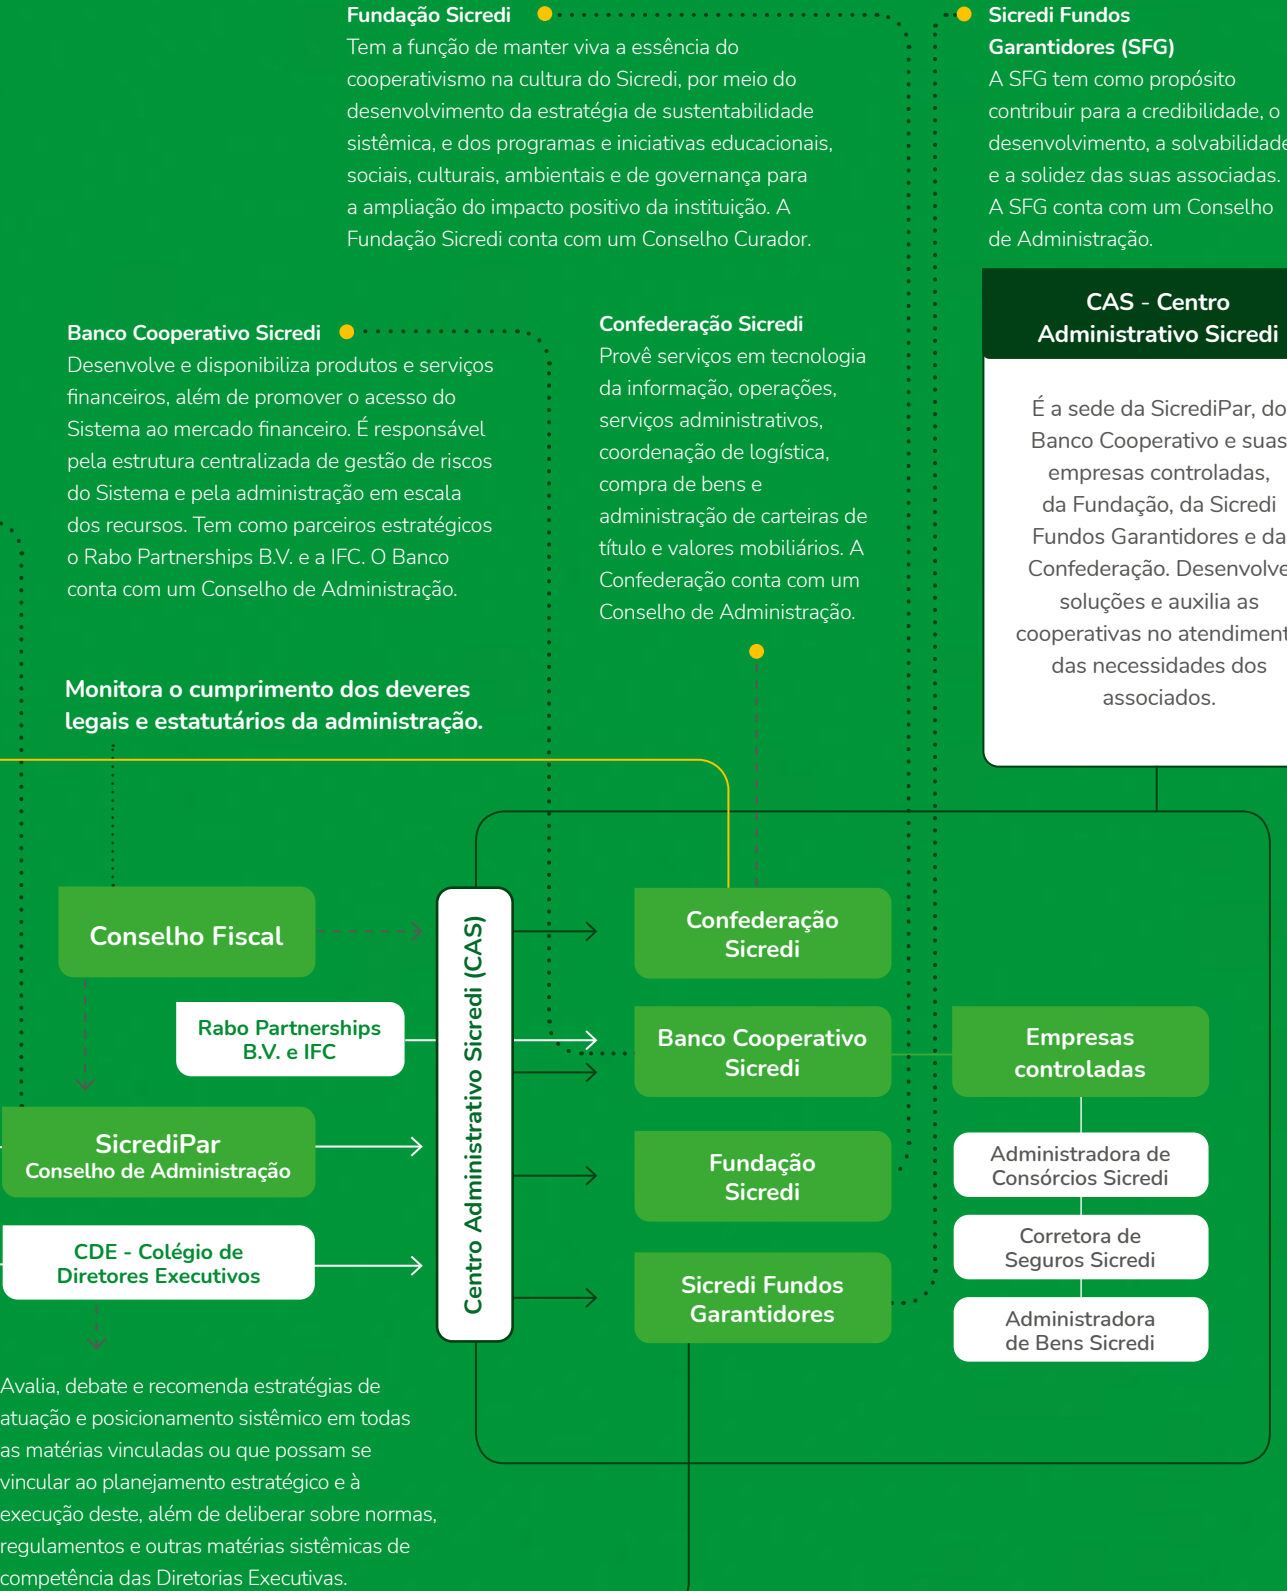 Fundação Sicredi
Tem a função de manter viva a essência do
cooperativismo na cultura do Sicredi, por meio do
desenvolvimento da estratégia de sustentabilidade
sistêmica, e dos programas e iniciativas educacionais,
sociais, culturais, ambientais e de governança para
a ampliação do impacto positivo da instituição. A
Fundação Sicredi conta com um Conselho Curador.
Sicredi Fundos
Garantidores (SFG)
A SFG tem como propósito
contribuir para a credibilidade, o
desenvolvimento, a solvabilidade
e a solidez das suas associadas.
A SFG conta com um Conselho
de Administração.
Banco Cooperativo Sicredi
Desenvolve e disponibiliza produtos e serviços
financeiros, além de promover o acesso do
Sistema ao mercado financeiro. É responsável
pela estrutura centralizada de gestão de riscos
do Sistema e pela administração em escala
dos recursos. Tem como parceiros estratégicos
o Rabo Partnerships B.V. e a IFC. O Banco
conta com um Conselho de Administração.
Confederação Sicredi
Provê serviços em tecnologia
da informação, operações,
serviços administrativos,
coordenação de logística,
compra de bens e
administração de carteiras de
título e valores mobiliários. A
Confederação conta com um
Conselho de Administração.
CAS - Centro
Administrativo Sicredi
É a sede da SicrediPar, do
Banco Cooperativo e suas
empresas controladas,
da Fundação, da Sicredi
Fundos Garantidores e da
Confederação. Desenvolve
soluções e auxilia as
cooperativas no atendiment
das necessidades dos
associados.
Monitora o cumprimento dos deveres
legais e estatutários da administração.
Conselho Fiscal
Rabo Partnerships
B.V. e IFC
SicrediPar
Conselho de Administração
CDE - Colégio de
Diretores Executivos
Centro Administrativo Sicredi (CAS)
Confederação
Sicredi
Banco Cooperativo
Sicredi
Fundação
Sicredi
Sicredi Fundos
Garantidores
Empresas
controladas
Administradora de
Consórcios Sicredi
Corretora de
Seguros Sicredi
Administradora
de Bens Sicredi
Avalia, debate e recomenda estratégias de
atuação e posicionamento sistêmico em todas
as matérias vinculadas ou que possam se
vincular ao planejamento estratégico e à
execução deste, além de deliberar sobre normas,
regulamentos e outras matérias sistêmicas de
competência das Diretorias Executivas.